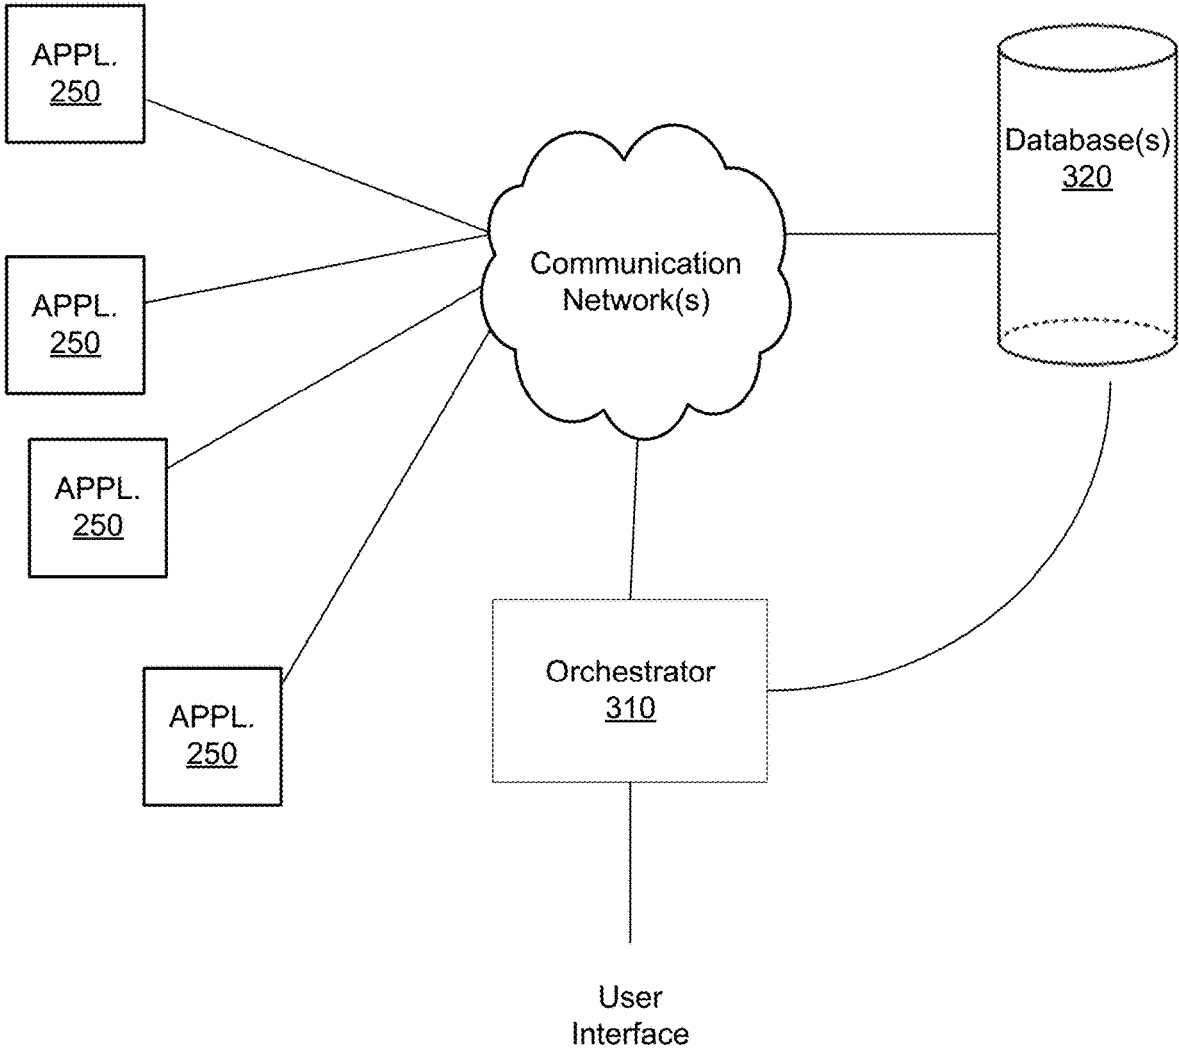 APPL.
250
Database(s)
320
Communication
Network(s)
APPL.
250
APPL.
250
Orchestrator
310
APPL.
250
User
Interface